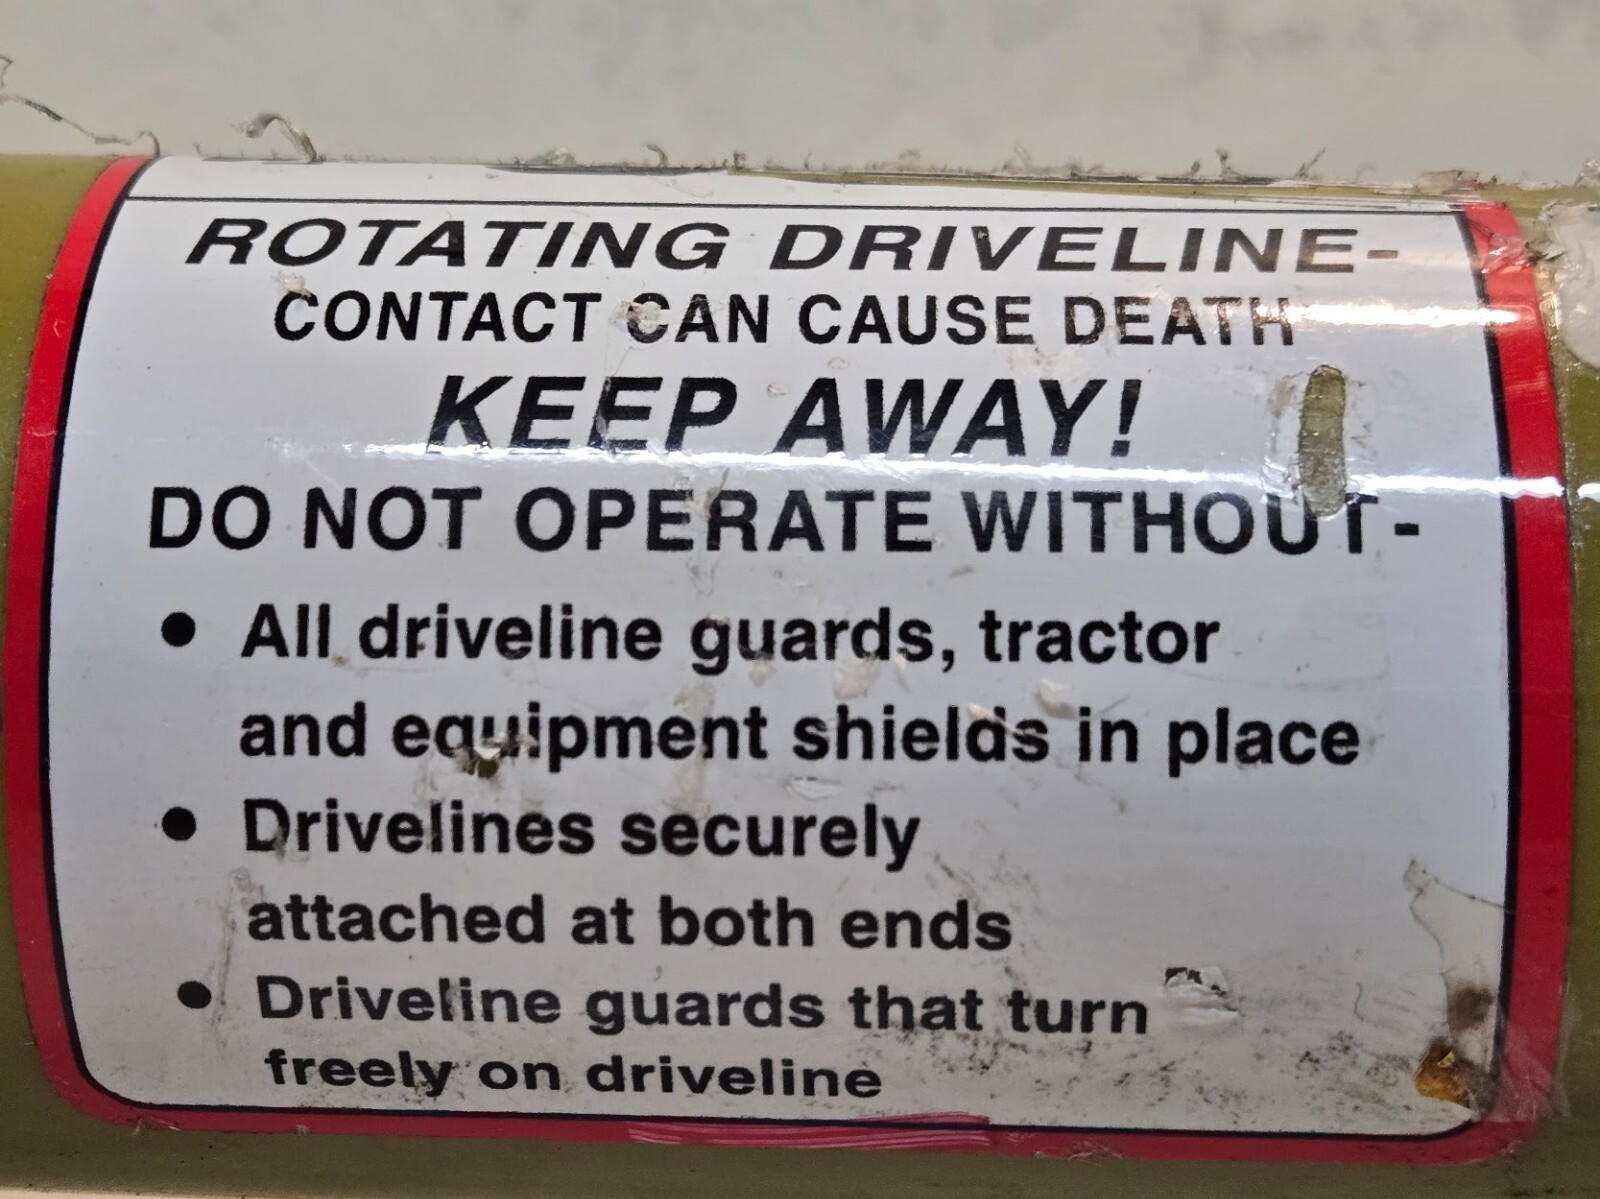 ROTATING DRIVELINE-
CONTACT CAN CAUSE DEATH
KEEP AWAY!
DO NOT OPERATE WITHOUT-
• All driveline guards, tractor
and equipment shields in place
• Drivelines securely
attached at both ends
• Driveline guards that turn
freely on driveline